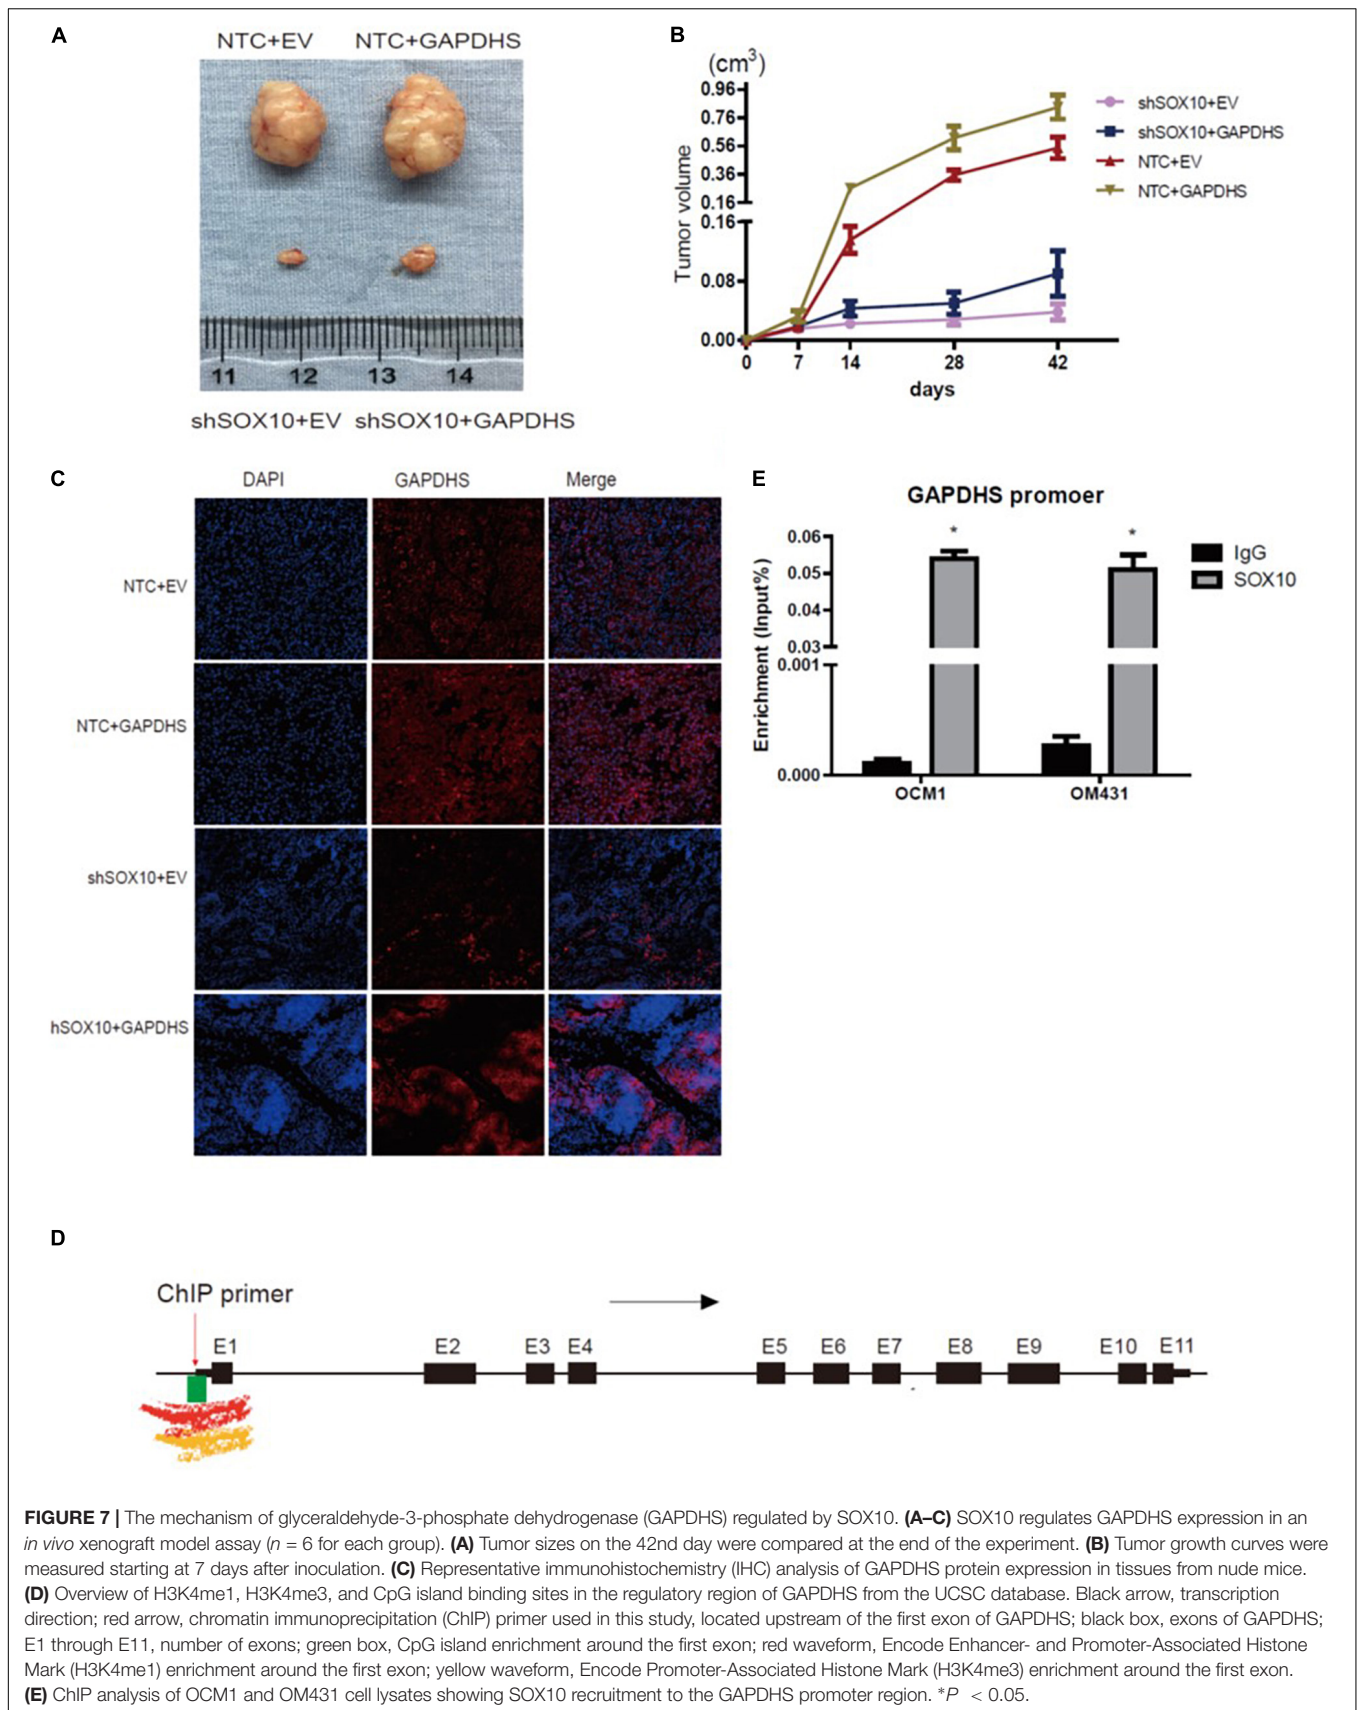 A
NTC+EV NTC+GAPDHS
11 12 13 14
shSOX10+EV shSOX10+GAPDHS
B
(cm³)
Tumor volume
0.96
0.76
0.56
0.36
0.16
0.16
0.08
0.00
0 7 14 28 42
days
shSOX10+EV
shSOX10+GAPDHS
NTC+EV
NTC+GAPDHS
C
DAPI GAPDHS Merge
NTC+EV
NTC+GAPDHS
shSOX10+EV
hSOX10+GAPDHS
E
GAPDHS promoer
Enrichment (Input%)
0.06
0.05
0.04
0.03
0.001
0.000
* *
OCM1 OM431
IgG
SOX10
D
ChIP primer
E1 E2 E3 E4 E5 E6 E7 E8 E9 E10 E11
FIGURE 7 | The mechanism of glyceraldehyde-3-phosphate dehydrogenase (GAPDHS) regulated by SOX10. (A–C) SOX10 regulates GAPDHS expression in an
in vivo xenograft model assay (n = 6 for each group). (A) Tumor sizes on the 42nd day were compared at the end of the experiment. (B) Tumor growth curves were
measured starting at 7 days after inoculation. (C) Representative immunohistochemistry (IHC) analysis of GAPDHS protein expression in tissues from nude mice.
(D) Overview of H3K4me1, H3K4me3, and CpG island binding sites in the regulatory region of GAPDHS from the UCSC database. Black arrow, transcription
direction; red arrow, chromatin immunoprecipitation (ChIP) primer used in this study, located upstream of the first exon of GAPDHS; black box, exons of GAPDHS;
E1 through E11, number of exons; green box, CpG island enrichment around the first exon; red waveform, Encode Enhancer- and Promoter-Associated Histone
Mark (H3K4me1) enrichment around the first exon; yellow waveform, Encode Promoter-Associated Histone Mark (H3K4me3) enrichment around the first exon.
(E) ChIP analysis of OCM1 and OM431 cell lysates showing SOX10 recruitment to the GAPDHS promoter region. *P < 0.05.